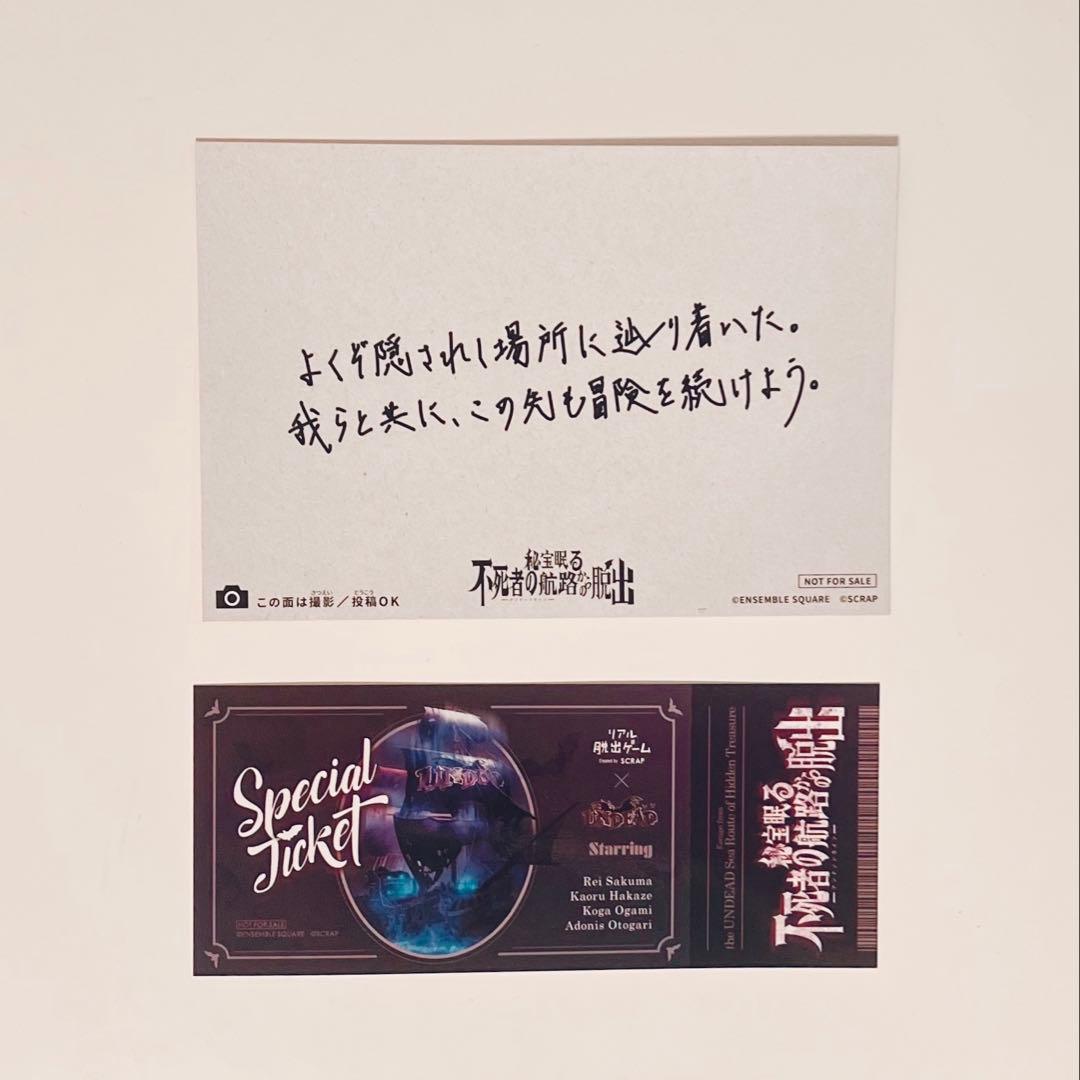 よくぞ隠されし場所に辿り着いた。
我らと共に、この先も冒険を続けよう。
秘宝眠る
不死者の航路から脱出
さつえい とうこう
この面は撮影／投稿OK
NOT FOR SALE
©ENSEMBLE SQUARE ©SCRAP
Special
Ticket
NOT FOR SALE
©ENSEMBLE SQUARE ©SCRAP
UNDEAD
リアル
脱出ゲーム
Created by SCRAP
×
UNDEAD
Starring
Rei Sakuma
Kaoru Hakaze
Koga Ogami
Adonis Otogari
Escape from
the UNDEAD Sea Route of Hidden Treasure
秘宝眠る
不死者の航路から脱出